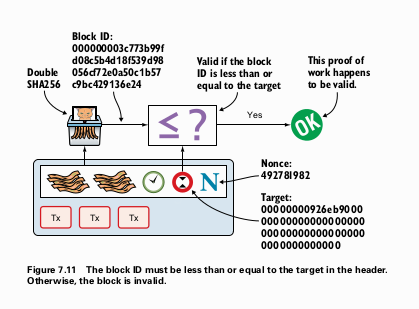 Block ID:
000000003c773b99f
d08c5b4d18f539d98
056cf72e0a50c1b57
c9bc429136e24
Double
SHA256
Valid if the block
ID is less than or
equal to the target
This proof of
work happens
to be valid.
≤ ?
Yes
OK
N
Nonce:
492781982
Target:
00000000926eb9000
00000000000000000
00000000000000000
0000000000000
Tx
Tx
Tx
Figure 7.11 The block ID must be less than or equal to the target in the header.
Otherwise, the block is invalid.